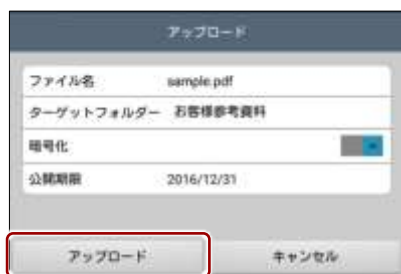 アップロード
ファイル名 sample.pdf
ターゲットフォルダー お客様参考資料
暗号化
公開期限 2016/12/31
アップロード キャンセル